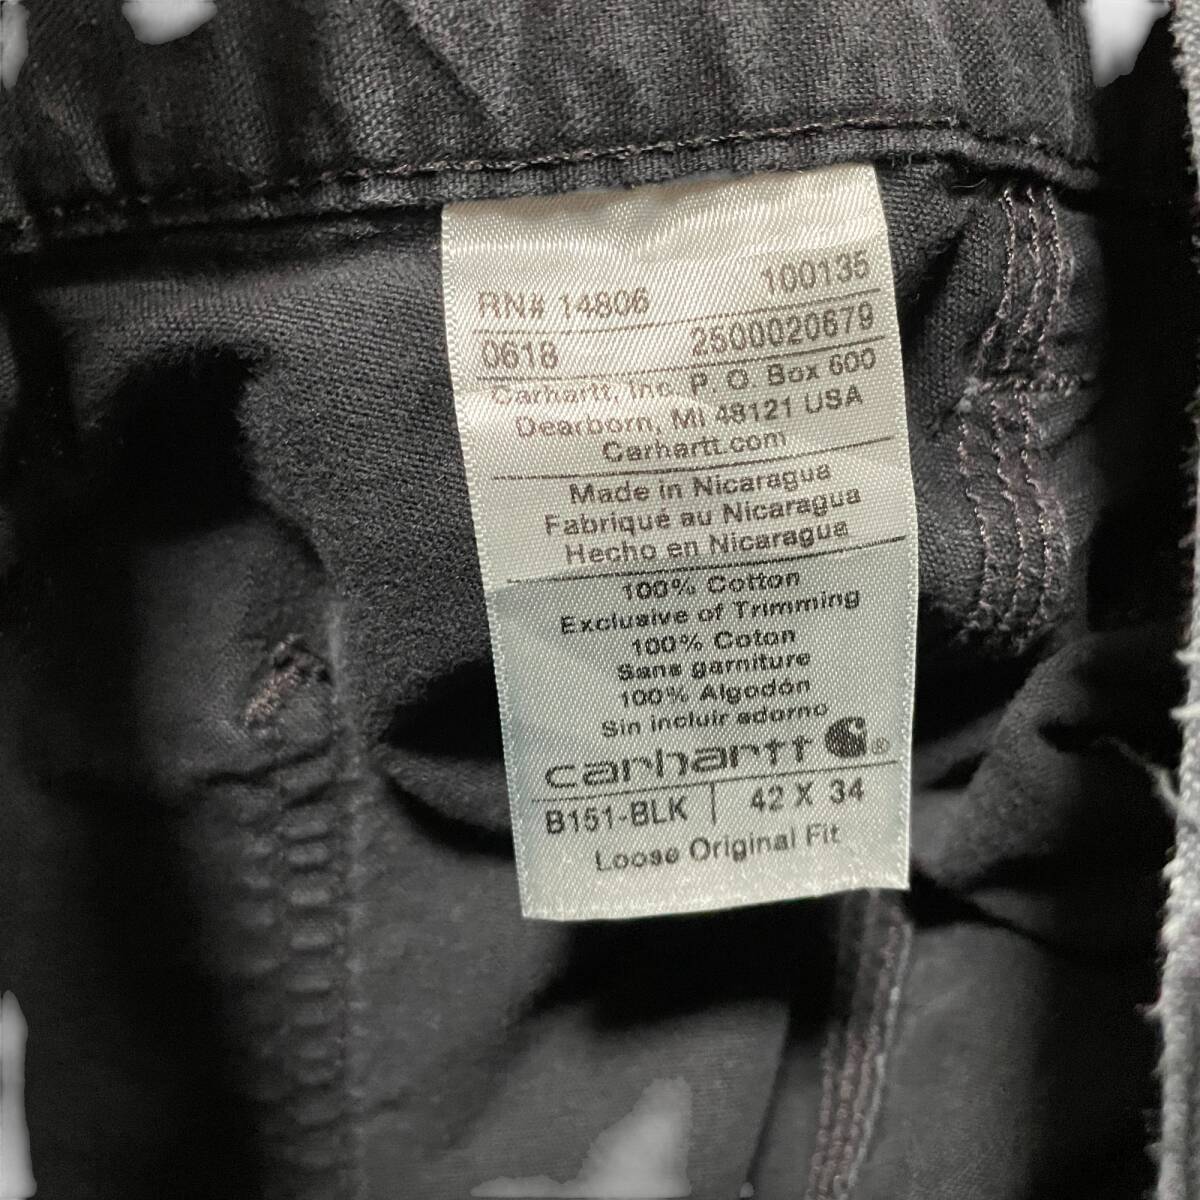 RN# 14806 100135
0618 2500020679
Carhartt, Inc. P. O. Box 600
Dearborn, MI 48121 USA
Carhartt.com
Made in Nicaragua
Fabriqué au Nicaragua
Hecho en Nicaragua
100% Cotton
Exclusive of Trimming
100% Coton
Sans garniture
100% Algodón
Sin incluir adorno
carhartt ®
B151-BLK | 42 X 34
Loose Original Fit